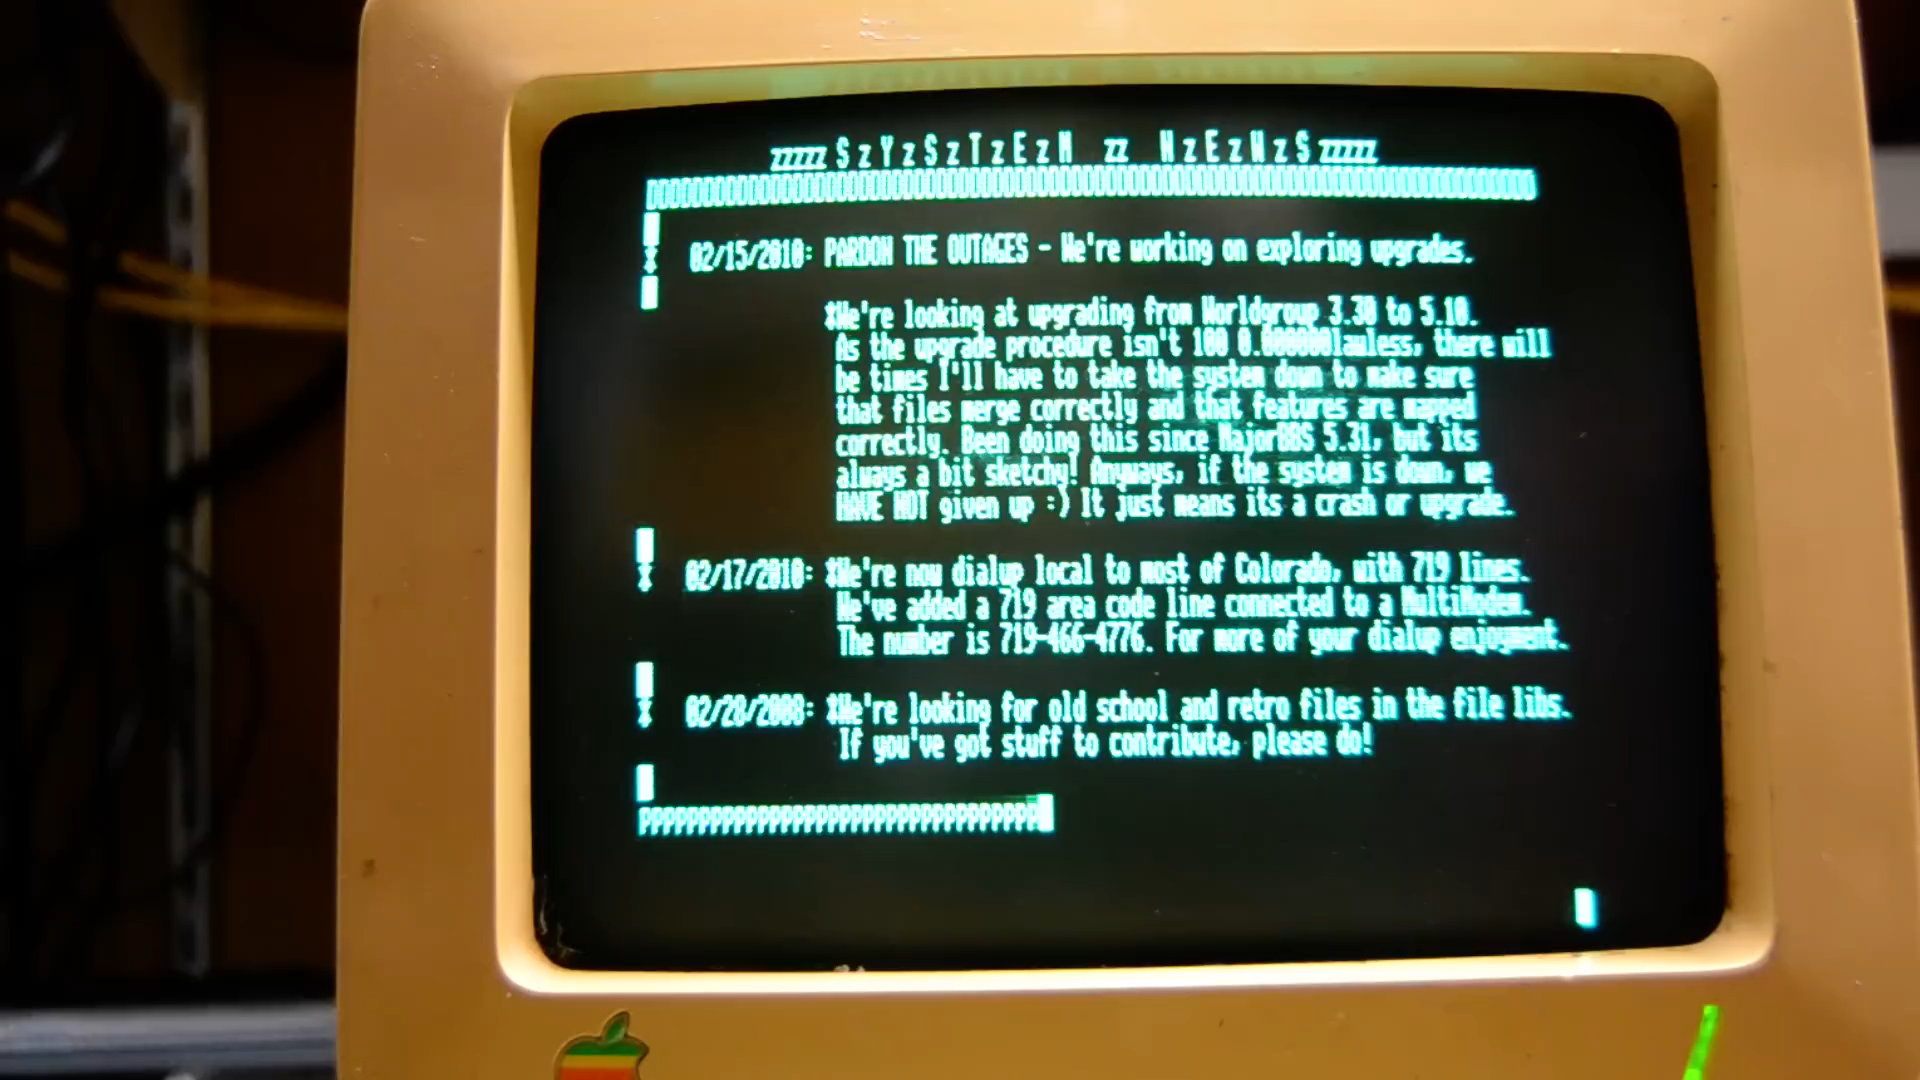 zzzzz SzYzSzTzEzM zz NzEzWzSzzzzz
DDDDDDDDDDDDDDDDDDDDDDDDDDDDDDDDDDDDDDDDDDDDDDDDDDDDDDDDDDDDDDDDDDDDDDDDDD
02/15/2010: PARDON THE OUTAGES - We're working on exploring upgrades.
*We're looking at upgrading from Worldgroup 3.30 to 5.10.
As the upgrade procedure isn't 100 0.000000lawless, there will
be times I'll have to take the system down to make sure
that files merge correctly and that features are mapped
correctly. Been doing this since MajorBBS 5.31, but its
always a bit sketchy! Anyways, if the system is down, we
HAVE NOT given up :) It just means its a crash or upgrade.
02/17/2010: *We're now dialup local to most of Colorado, with 719 lines.
We've added a 719 area code line connected to a MultiModem.
The number is 719-466-4776. For more of your dialup enjoyment.
02/28/2008: *We're looking for old school and retro files in the file libs.
If you've got stuff to contribute, please do!
PPPPPPPPPPPPPPPPPPPPPPPPPPPPPPPPP